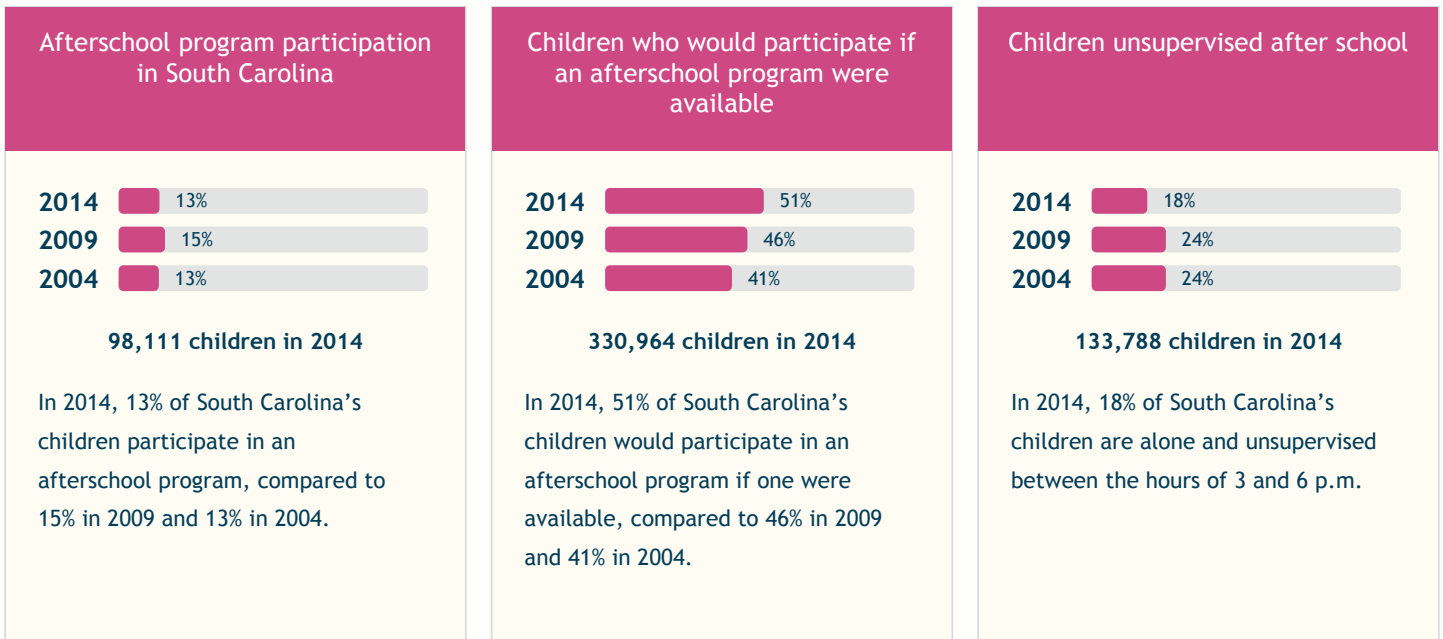 Afterschool program participation
in South Carolina
2014 13%
2009 15%
2004 13%
98,111 children in 2014
In 2014, 13% of South Carolina’s
children participate in an
afterschool program, compared to
15% in 2009 and 13% in 2004.
Children who would participate if
an afterschool program were
available
2014 51%
2009 46%
2004 41%
330,964 children in 2014
In 2014, 51% of South Carolina’s
children would participate in an
afterschool program if one were
available, compared to 46% in 2009
and 41% in 2004.
Children unsupervised after school
2014 18%
2009 24%
2004 24%
133,788 children in 2014
In 2014, 18% of South Carolina’s
children are alone and unsupervised
between the hours of 3 and 6 p.m.